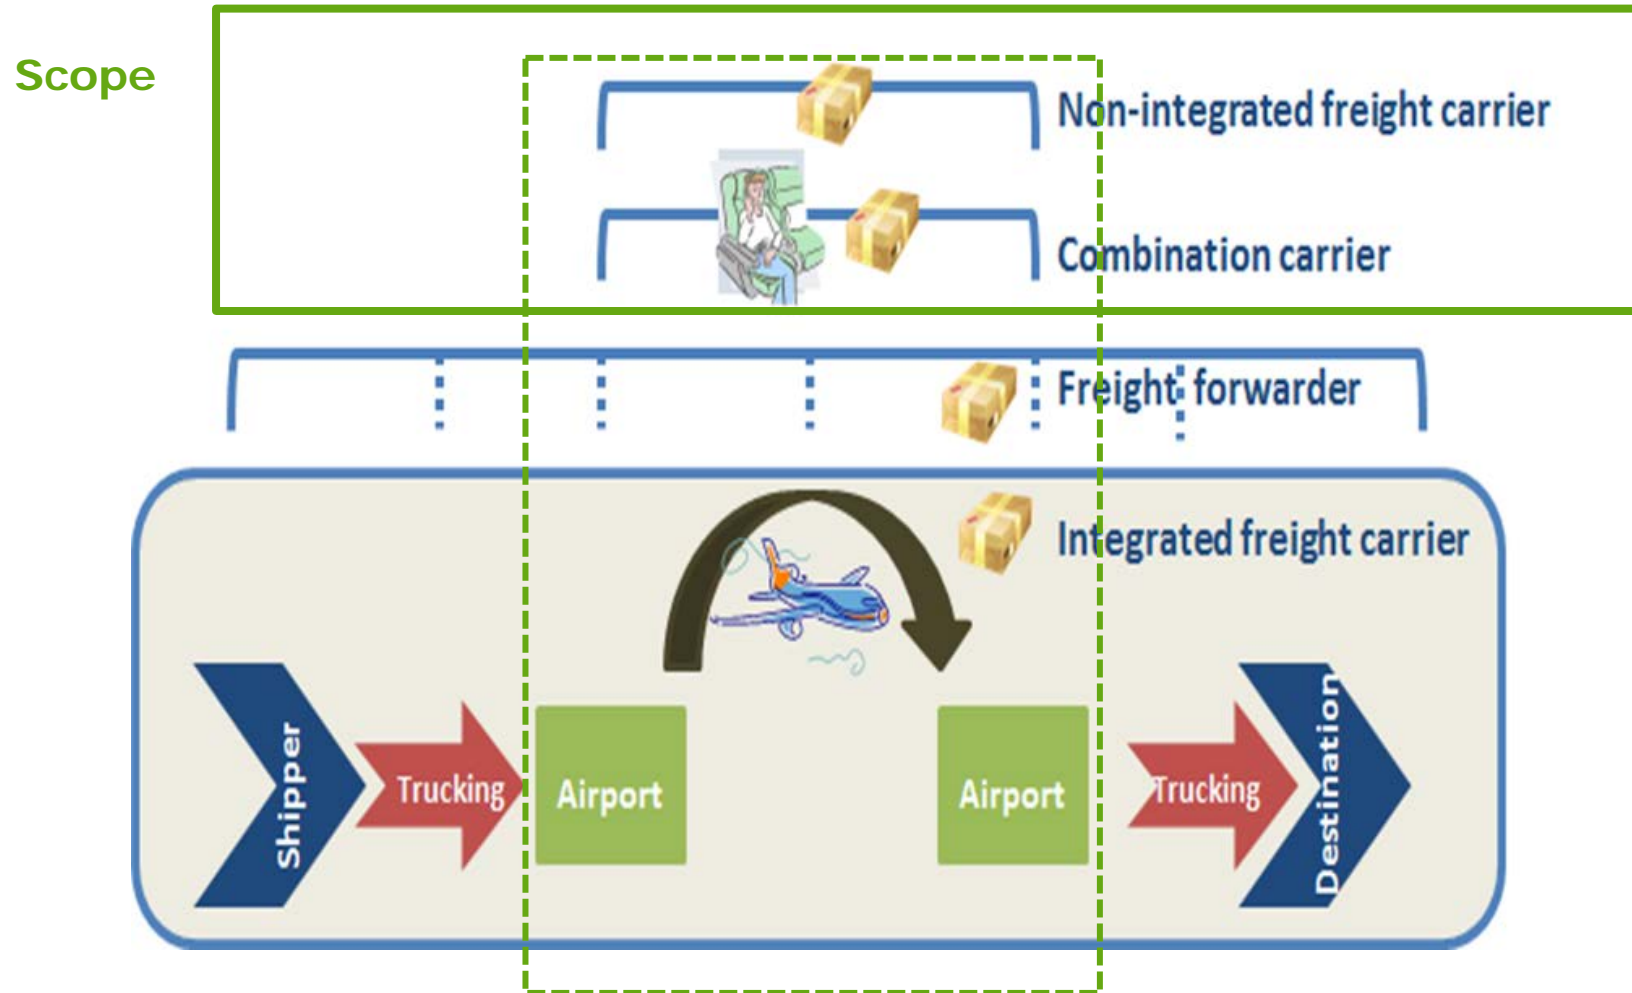 Scope
Non-integrated freight carrier
Combination carrier
Freight forwarder
Integrated freight carrier
Shipper
Trucking
Airport
Airport
Trucking
Destination